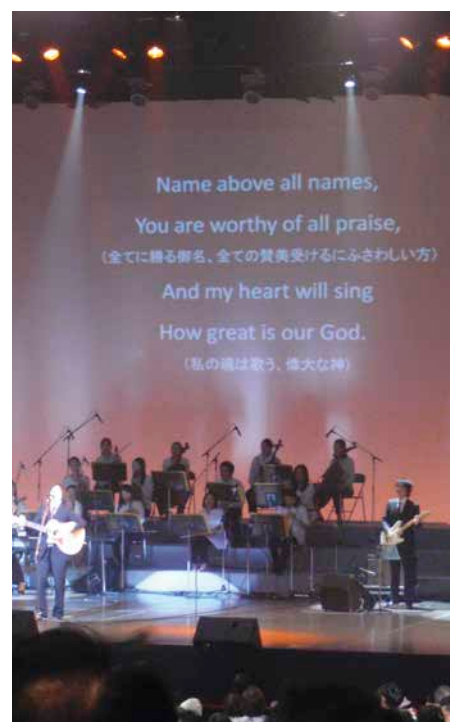 Name above all names,
You are worthy of all praise,
(全てに勝る御名、全ての賛美受けるにふさわしい方)
And my heart will sing
How great is our God.
(私の魂は歌う、偉大な神)